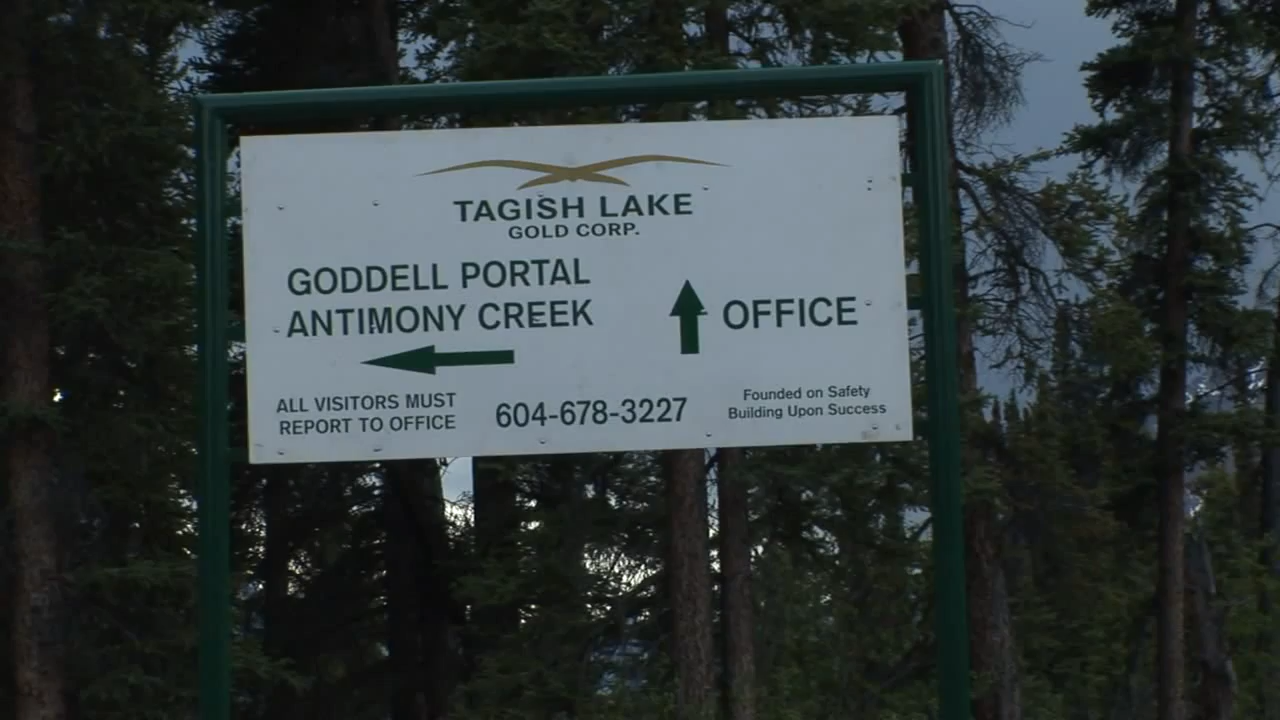 TAGISH LAKE
GOLD CORP.
GODDELL PORTAL
ANTIMONY CREEK
OFFICE
ALL VISITORS MUST
REPORT TO OFFICE
604-678-3227
Founded on Safety
Building Upon Success